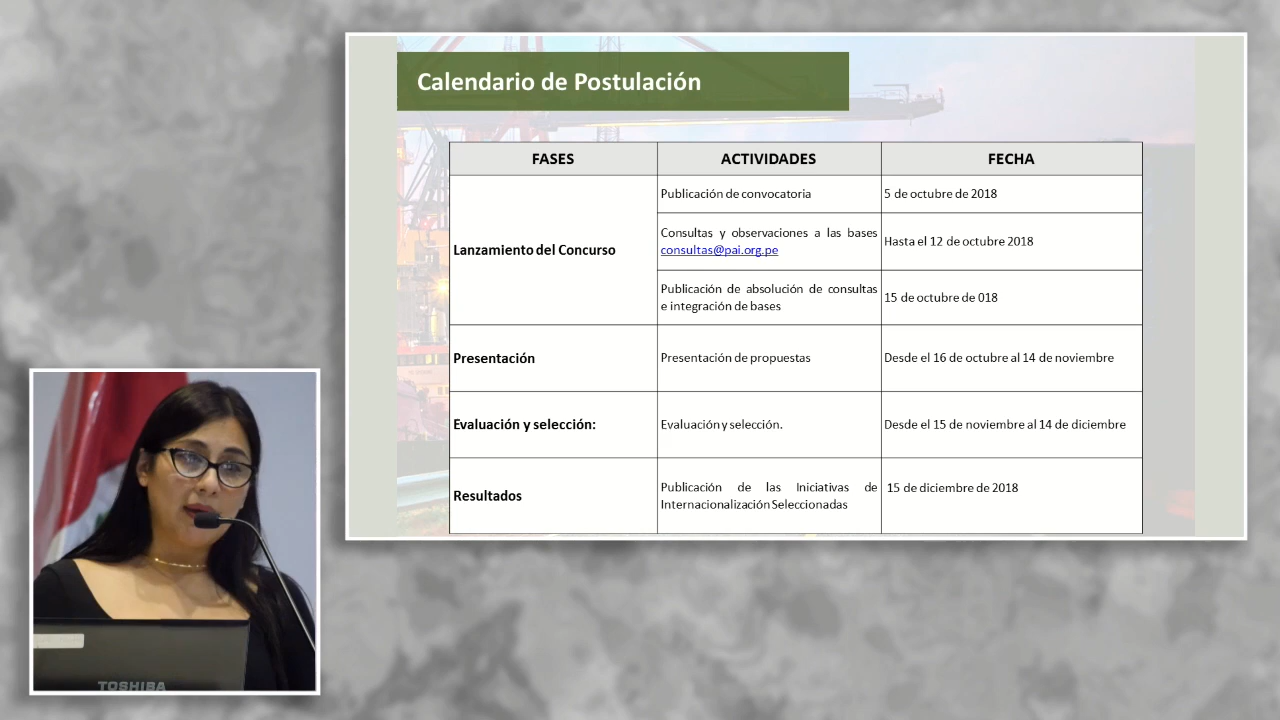 Calendario de Postulación
FASES
ACTIVIDADES
FECHA
Lanzamiento del Concurso
Publicación de convocatoria
5 de octubre de 2018
Consultas y observaciones a las bases
consultas@pai.org.pe
Hasta el 12 de octubre 2018
Publicación de absolución de consultas
e integración de bases
15 de octubre de 018
Presentación
Presentación de propuestas
Desde el 16 de octubre al 14 de noviembre
Evaluación y selección:
Evaluación y selección.
Desde el 15 de noviembre al 14 de diciembre
Resultados
Publicación de las Iniciativas de
Internacionalización Seleccionadas
15 de diciembre de 2018
TOSHIBA